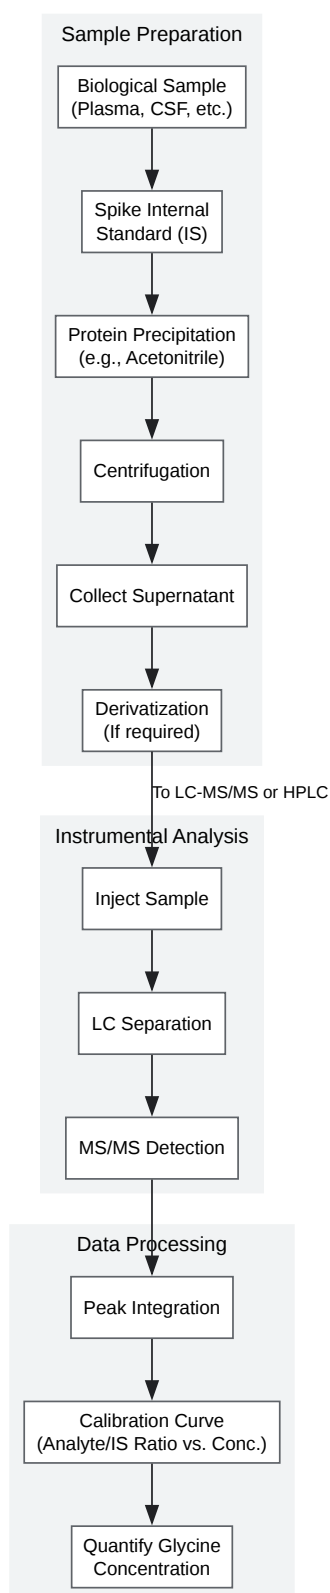 Sample Preparation
Biological Sample
(Plasma, CSF, etc.)
Spike Internal
Standard (IS)
Protein Precipitation
(e.g., Acetonitrile)
Centrifugation
Collect Supernatant
Derivatization
(If required)
To LC-MS/MS or HPLC
Instrumental Analysis
Inject Sample
LC Separation
MS/MS Detection
Data Processing
Peak Integration
Calibration Curve
(Analyte/IS Ratio vs. Conc.)
Quantify Glycine
Concentration